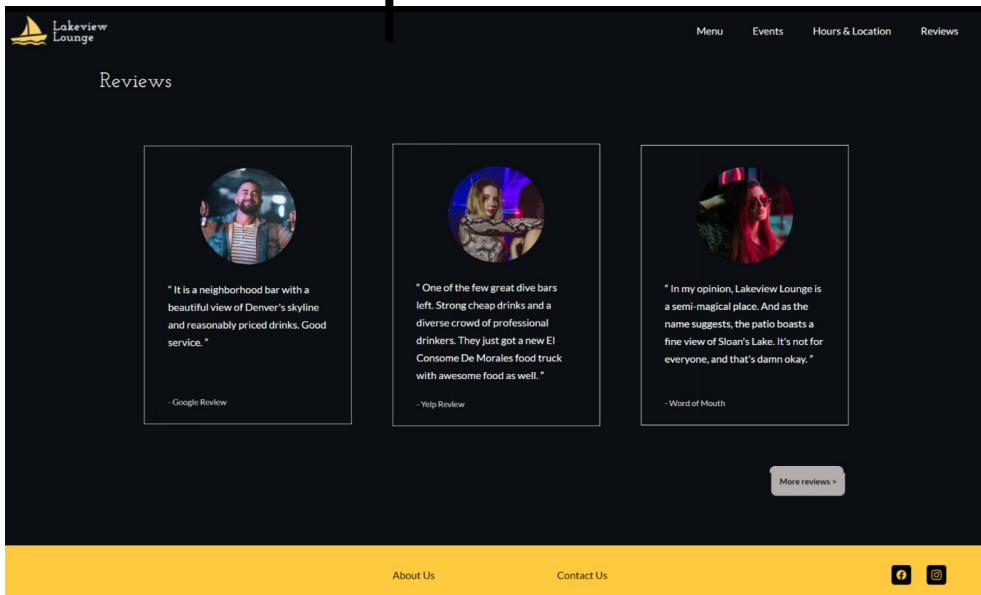 Lakeview
Lounge
Menu Events Hours & Location Reviews
Reviews
" It is a neighborhood bar with a
beautiful view of Denver's skyline
and reasonably priced drinks. Good
service. "
- Google Review
" One of the few great dive bars
left. Strong cheap drinks and a
diverse crowd of professional
drinkers. They just got a new El
Consome De Morales food truck
with awesome food as well. "
- Yelp Review
" In my opinion, Lakeview Lounge is
a semi-magical place. And as the
name suggests, the patio boasts a
fine view of Sloan's Lake. It's not for
everyone, and that's damn okay. "
- Word of Mouth
More reviews >
About Us Contact Us